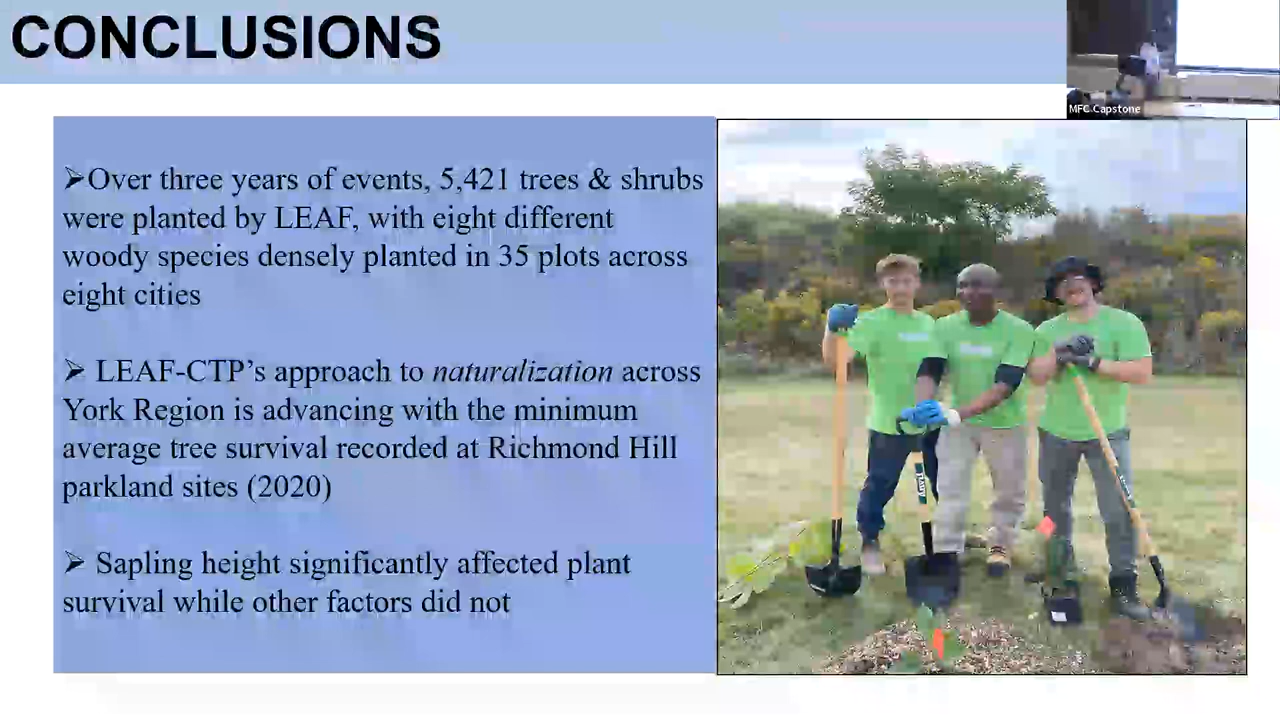 CONCLUSIONS
MFC Capstone
➢Over three years of events, 5,421 trees & shrubs
were planted by LEAF, with eight different
woody species densely planted in 35 plots across
eight cities
➢ LEAF-CTP’s approach to naturalization across
York Region is advancing with the minimum
average tree survival recorded at Richmond Hill
parkland sites (2020)
➢ Sapling height significantly affected plant
survival while other factors did not